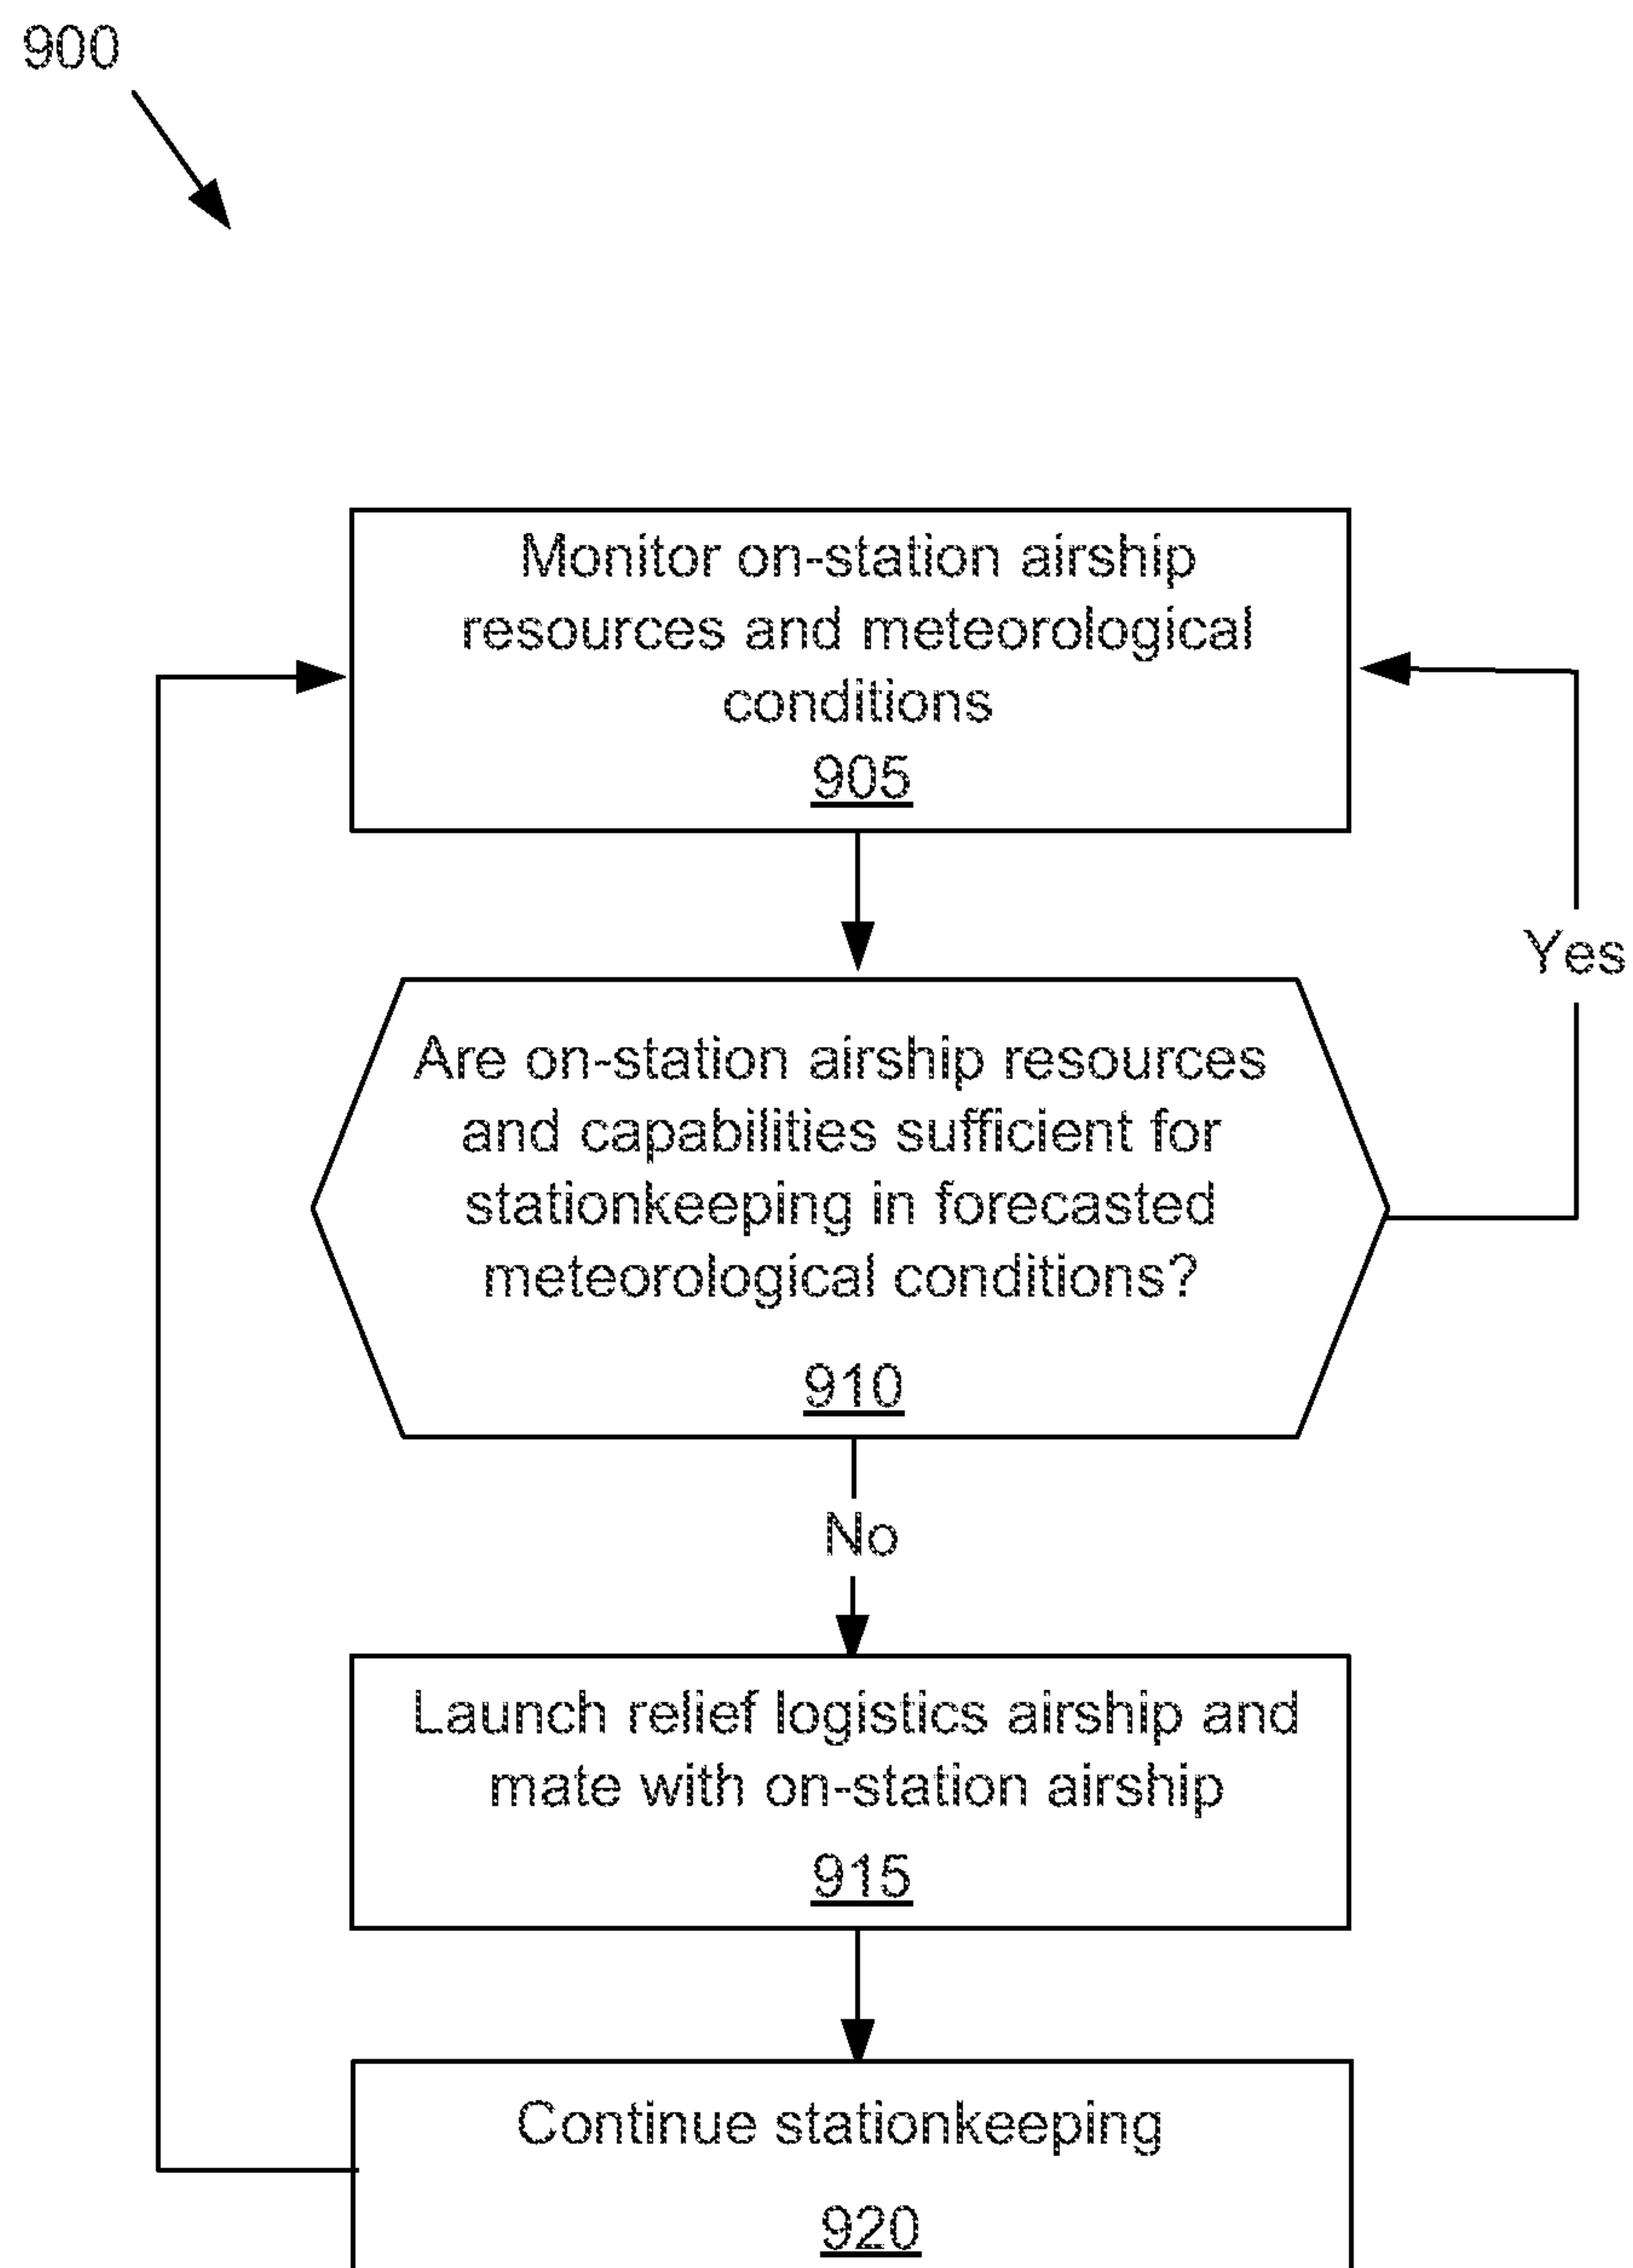 900
Monitor on-station airship
resources and meteorological
conditions
905
Are on-station airship resources
and capabilities sufficient for
stationkeeping in forecasted
meteorological conditions?
910
Yes
No
Launch relief logistics airship and
mate with on-station airship
915
Continue stationkeeping
920